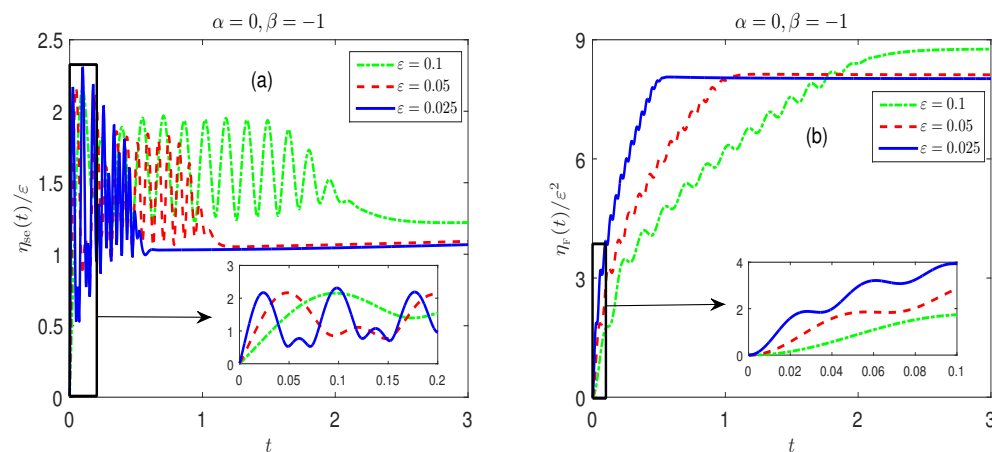 α = 0, β = −1
(a)
ε = 0.1
ε = 0.05
ε = 0.025
η_se(t)/ε
2.5
2
1.5
1
0.5
0
0 1 2 3
t
3
2
1
0
0 0.05 0.1 0.15 0.2
α = 0, β = −1
(b)
ε = 0.1
ε = 0.05
ε = 0.025
η_F(t)/ε²
9
6
3
0
0 1 2 3
t
4
2
0
0 0.02 0.04 0.06 0.08 0.1